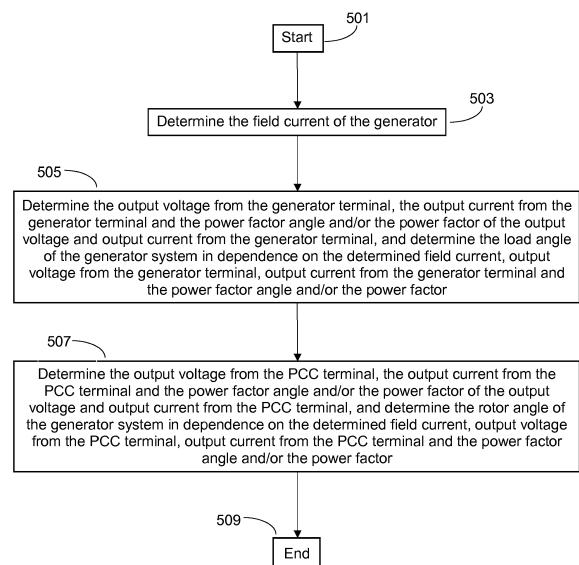 501
Start
503
Determine the field current of the generator
505
Determine the output voltage from the generator terminal, the output current from the
generator terminal and the power factor angle and/or the power factor of the output
voltage and output current from the generator terminal, and determine the load angle
of the generator system in dependence on the determined field current, output
voltage from the generator terminal, output current from the generator terminal and
the power factor angle and/or the power factor
507
Determine the output voltage from the PCC terminal, the output current from the
PCC terminal and the power factor angle and/or the power factor of the output
voltage and output current from the PCC terminal, and determine the rotor angle of
the generator system in dependence on the determined field current, output voltage
from the PCC terminal, output current from the PCC terminal and the power factor
angle and/or the power factor
509
End